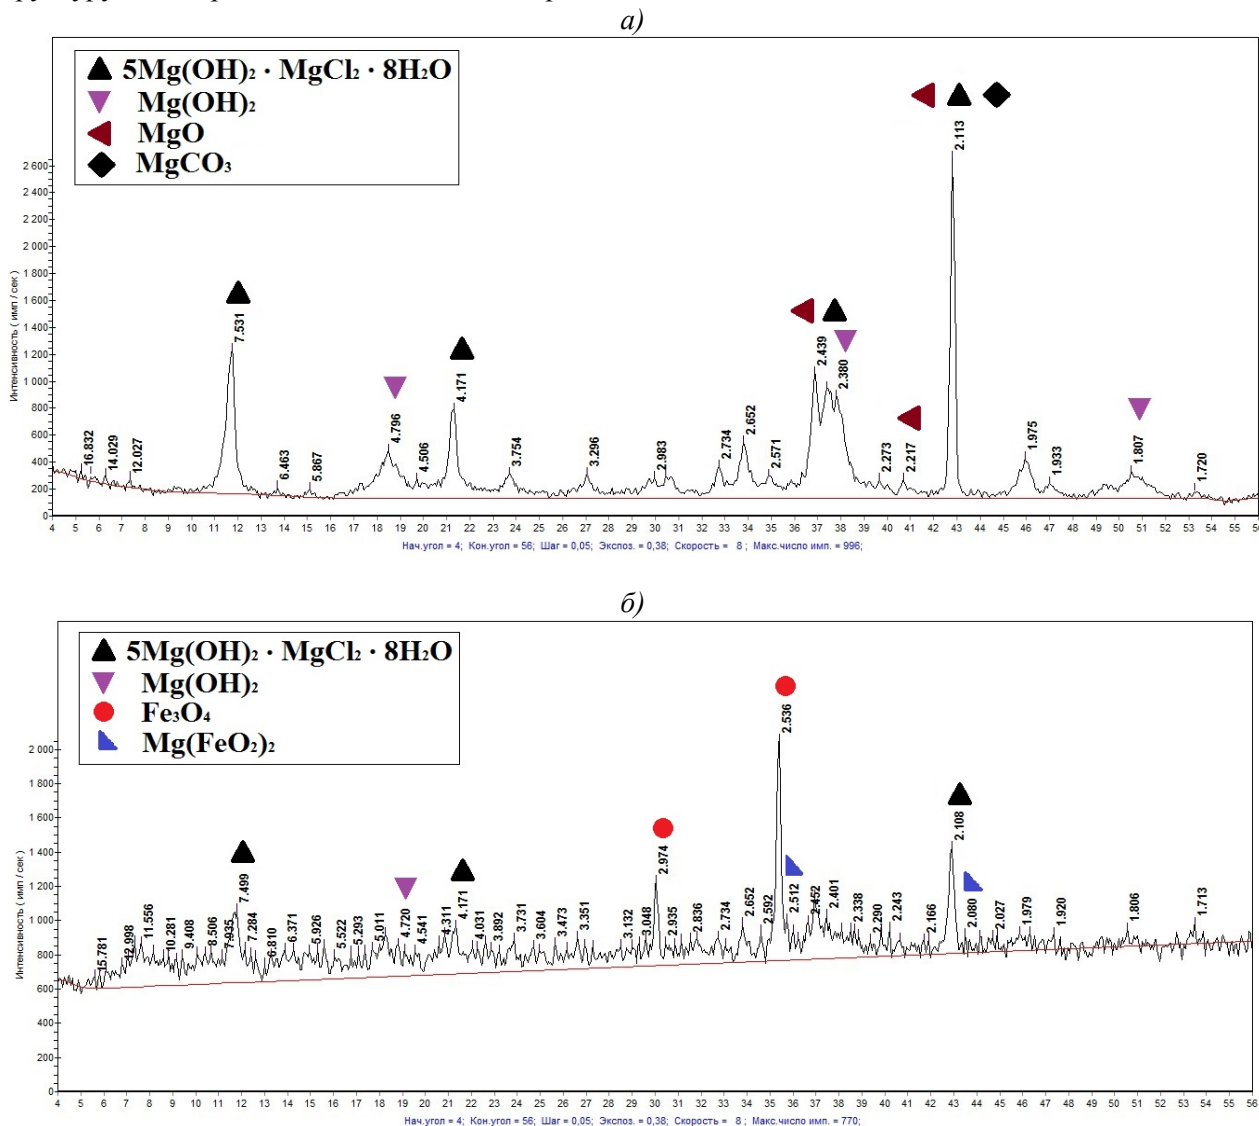 а)
5Mg(OH)₂ · MgCl₂ · 8H₂O
Mg(OH)₂
MgO
MgCO₃
Интенсивность ( имп / сек )
2 600
2 400
2 200
2 000
1 800
1 600
1 400
1 200
1 000
800
600
400
200
0
16.832 14.029 12.027 7.531 6.463 5.867 4.796 4.506 4.171 3.754 3.296 2.983 2.734 2.652 2.571 2.439 2.380 2.273 2.217 2.113 1.975 1.933 1.807 1.720
4 5 6 7 8 9 10 11 12 13 14 15 16 17 18 19 20 21 22 23 24 25 26 27 28 29 30 31 32 33 34 35 36 37 38 39 40 41 42 43 44 45 46 47 48 49 50 51 52 53 54 55
Нач.угол = 4; Кон.угол = 56; Шаг = 0,05; Экспоз. = 0,38; Скорость = 8 ; Макс.число имп. = 996;
б)
5Mg(OH)₂ · MgCl₂ · 8H₂O
Mg(OH)₂
Fe₃O₄
Mg(FeO₂)₂
Интенсивность ( имп / сек )
2 000
1 800
1 600
1 400
1 200
1 000
800
600
400
200
0
15.781 12.998 11.556 10.281 9.408 8.506 7.935 7.499 7.284 6.810 6.371 5.926 5.522 5.293 5.011 4.720 4.541 4.311 4.171 4.031 3.892 3.731 3.604 3.473 3.351 3.132 3.048 2.974 2.935 2.836 2.734 2.652 2.592 2.536 2.512 2.452 2.401 2.338 2.290 2.243 2.166 2.108 2.080 2.027 1.979 1.920 1.806 1.713
4 5 6 7 8 9 10 11 12 13 14 15 16 17 18 19 20 21 22 23 24 25 26 27 28 29 30 31 32 33 34 35 36 37 38 39 40 41 42 43 44 45 46 47 48 49 50 51 52 53 54 55 56
Нач.угол = 4; Кон.угол = 56; Шаг = 0,05; Экспоз. = 0,38; Скорость = 8 ; Макс.число имп. = 770;